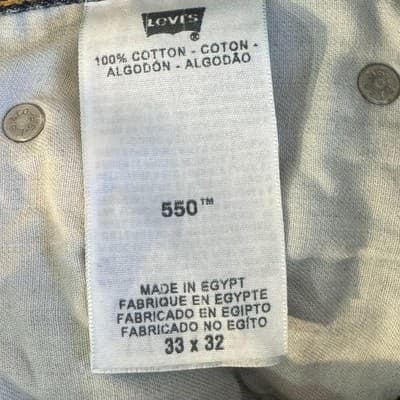 Levi's
®
100% COTTON - COTON -
ALGODÓN - ALGODÃO
550™
MADE IN EGYPT
FABRIQUE EN EGYPTE
FABRICADO EN EGIPTO
FABRICADO NO EGÍTO
33 x 32